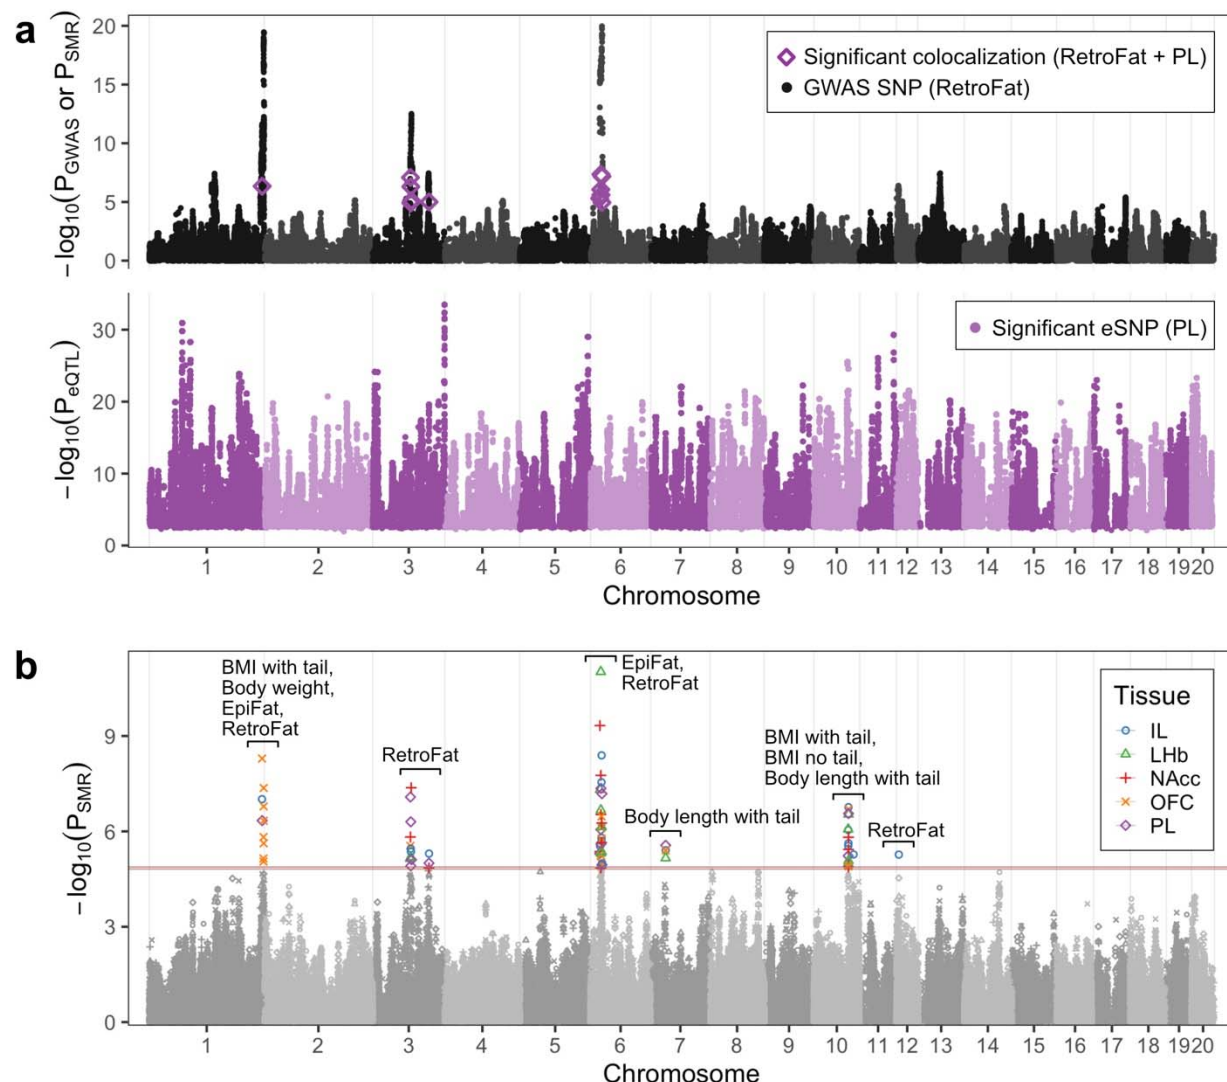 a
−log10(PGWAS or PSMR)
20
15
10
5
0
Significant colocalization (RetroFat + PL)
GWAS SNP (RetroFat)
−log10(PeQTL)
30
20
10
0
Significant eSNP (PL)
1 2 3 4 5 6 7 8 9 10 11 12 13 14 15 16 17 18 19 20
Chromosome
b
−log10(PSMR)
9
6
3
0
BMI with tail,
Body weight,
EpiFat,
RetroFat
RetroFat
EpiFat,
RetroFat
Body length with tail
BMI with tail,
BMI no tail,
Body length with tail
RetroFat
Tissue
IL
LHb
NAcc
OFC
PL
1 2 3 4 5 6 7 8 9 10 11 12 13 14 15 16 17 18 19 20
Chromosome